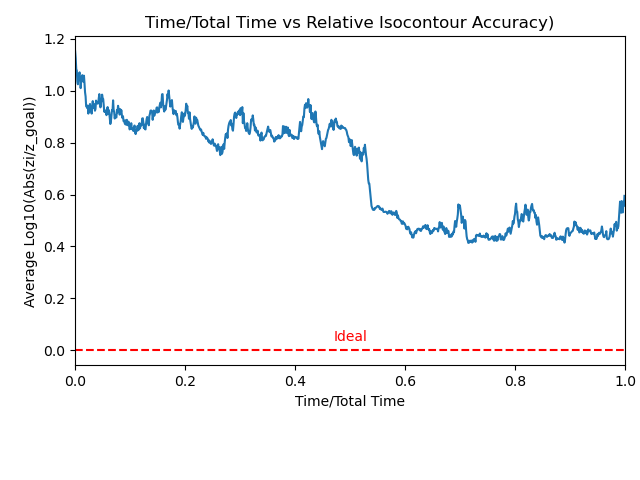 Time/Total Time vs Relative Isocontour Accuracy)
Average Log10(Abs(zi/z_goal))
1.2
1.0
0.8
0.6
0.4
0.2
0.0
Ideal
0.0 0.2 0.4 0.6 0.8 1.0
Time/Total Time